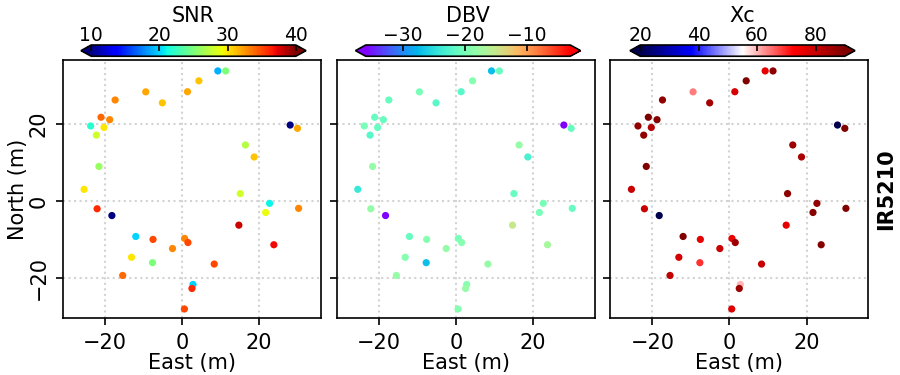 SNR DBV Xc
10 20 30 40 −30 −20 −10 20 40 60 80
20
0
−20
North (m)
−20 0 20 −20 0 20 −20 0 20
East (m) East (m) East (m)
IR5210